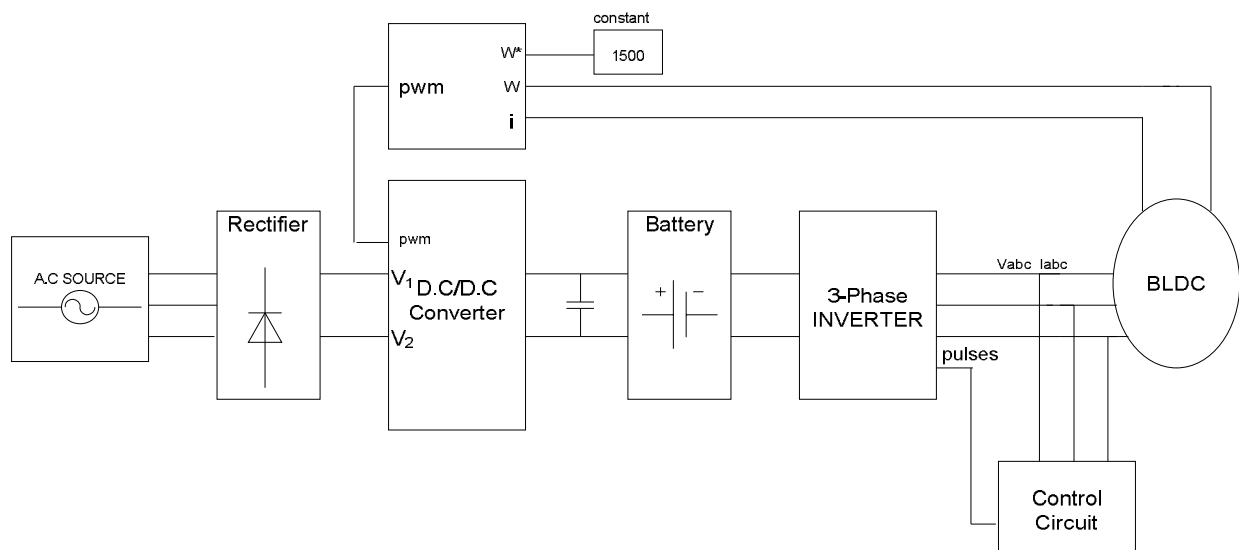 constant
W*
1500
pwm
W
i
Rectifier
Battery
pwm
A.C SOURCE
V1
D.C/D.C
Converter
V2
3-Phase
INVERTER
Vabc Iabc
BLDC
pulses
Control
Circuit
+
−